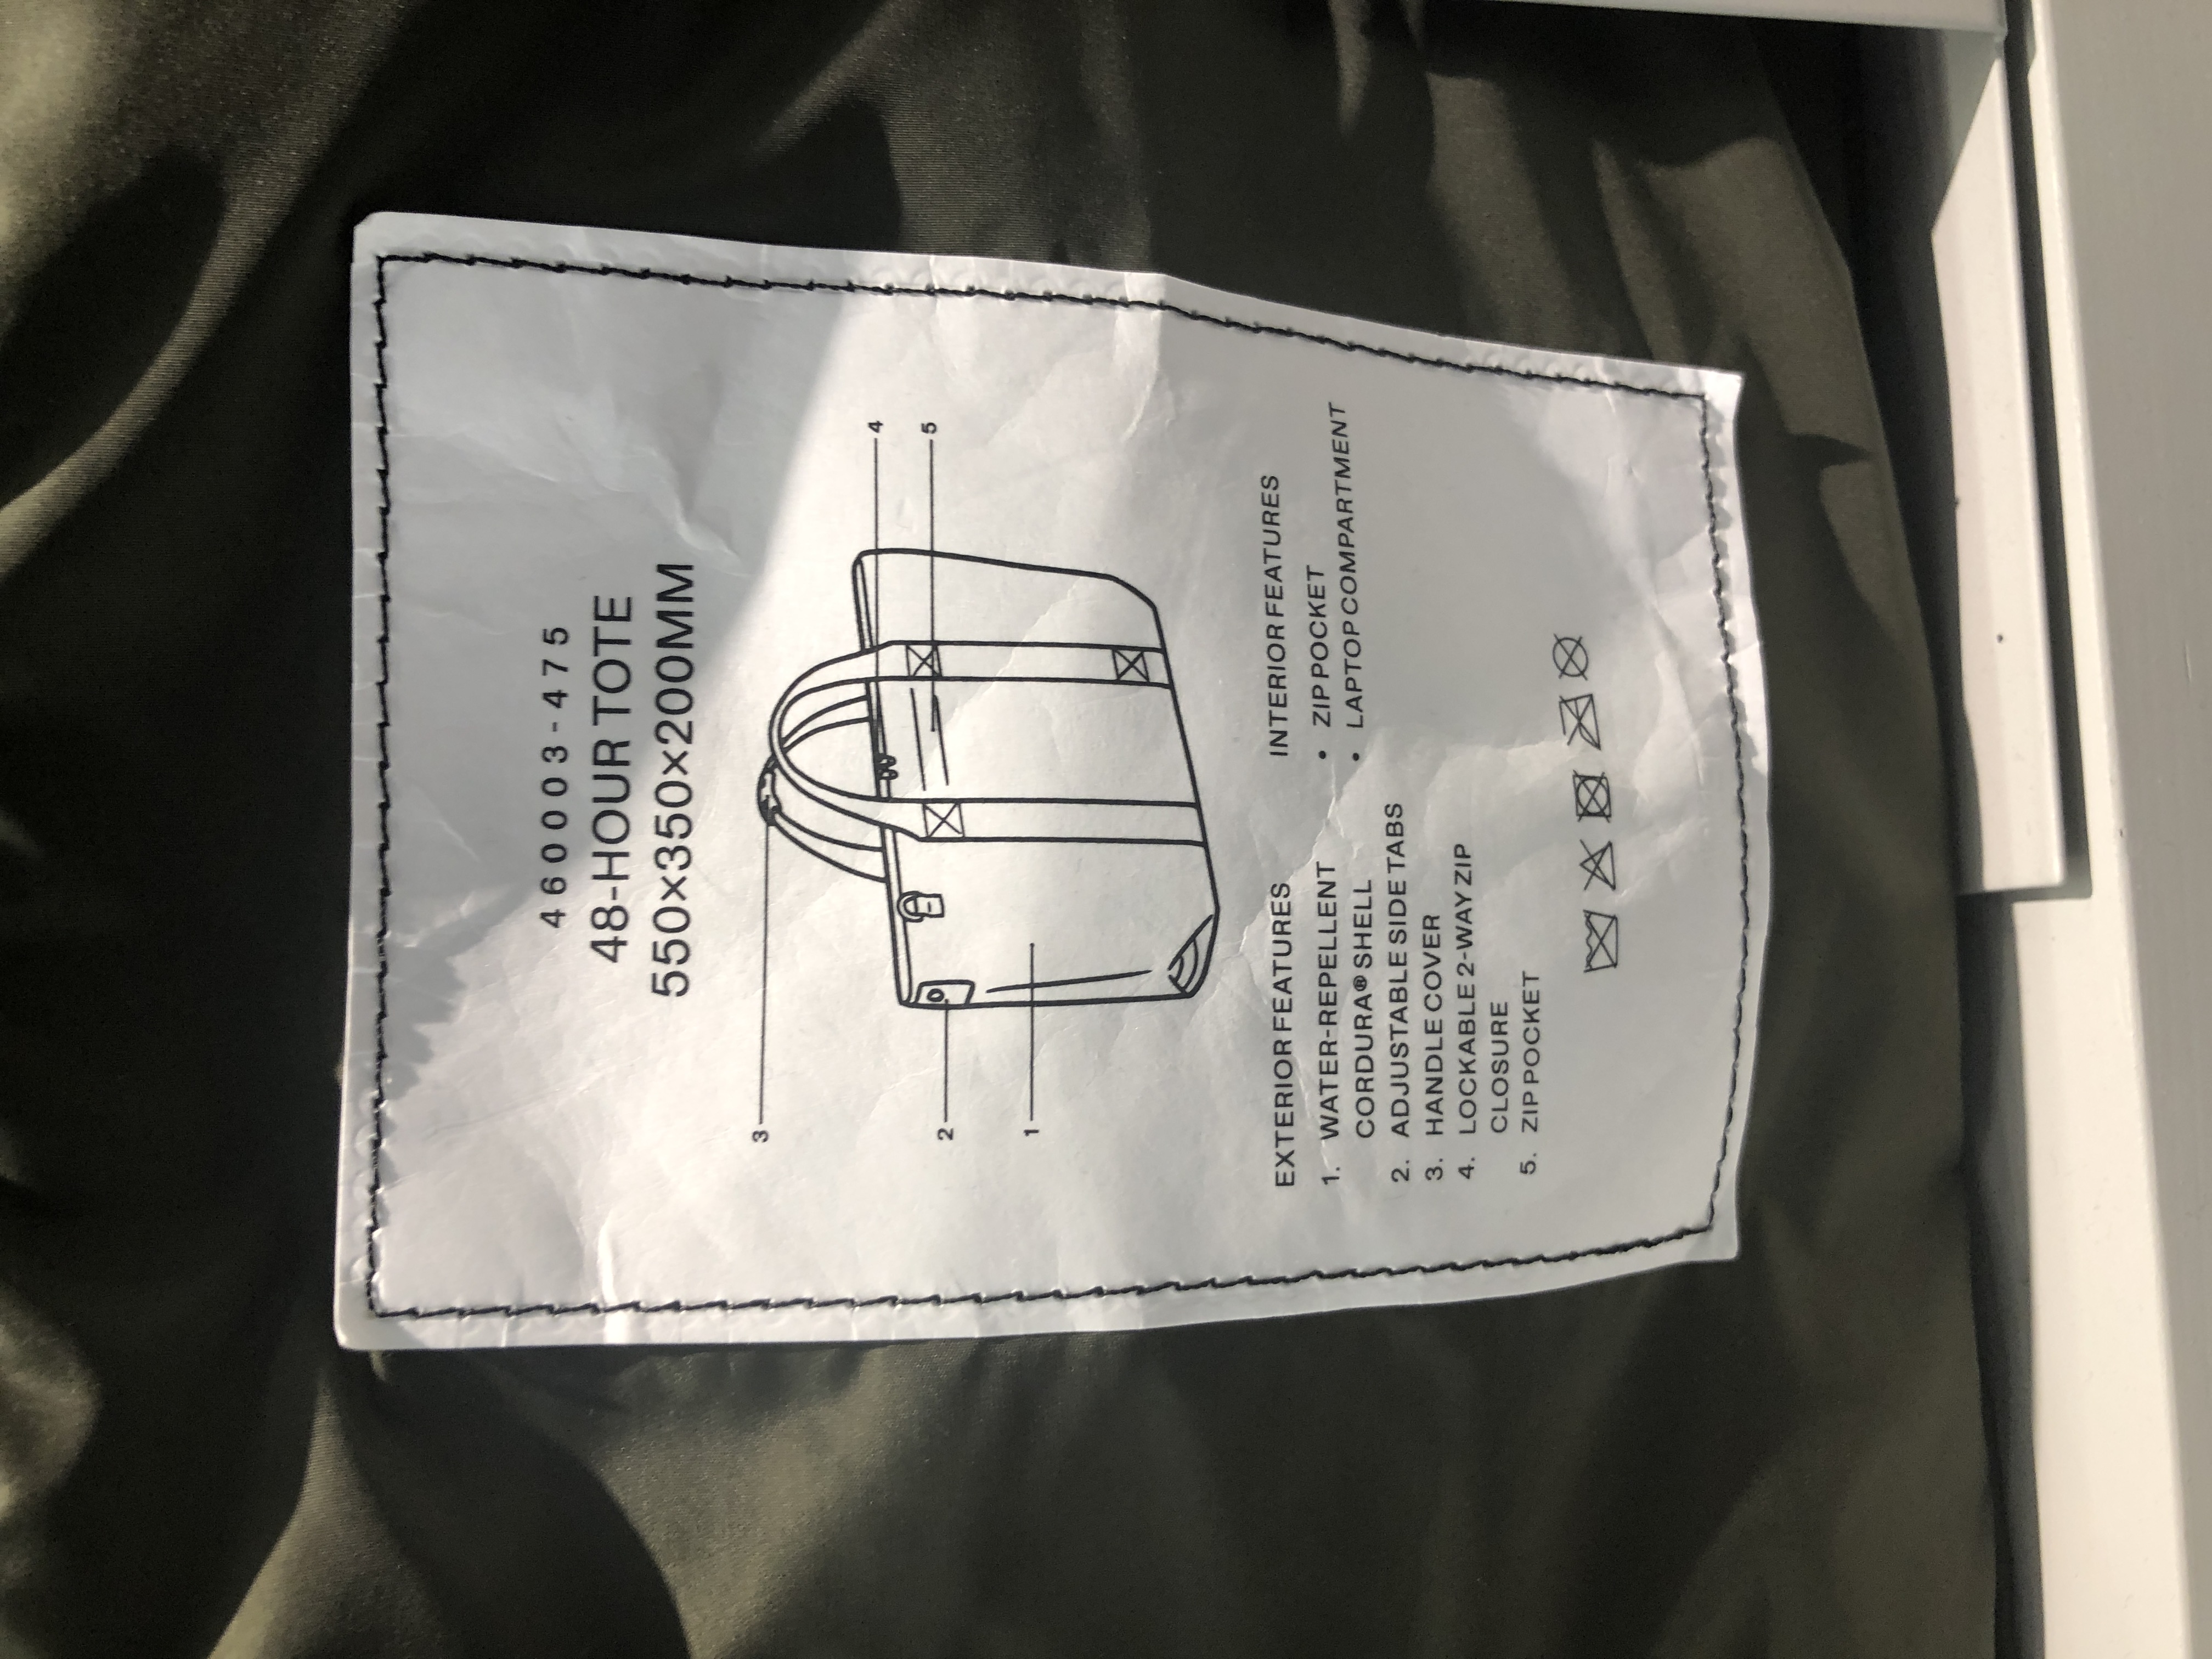 460003-475
48-HOUR TOTE
550×350×200MM
3
4
2
5
1
EXTERIOR FEATURES
1. WATER-REPELLENT
CORDURA® SHELL
2. ADJUSTABLE SIDE TABS
3. HANDLE COVER
4. LOCKABLE 2-WAY ZIP
CLOSURE
5. ZIP POCKET
INTERIOR FEATURES
• ZIP POCKET
• LAPTOP COMPARTMENT